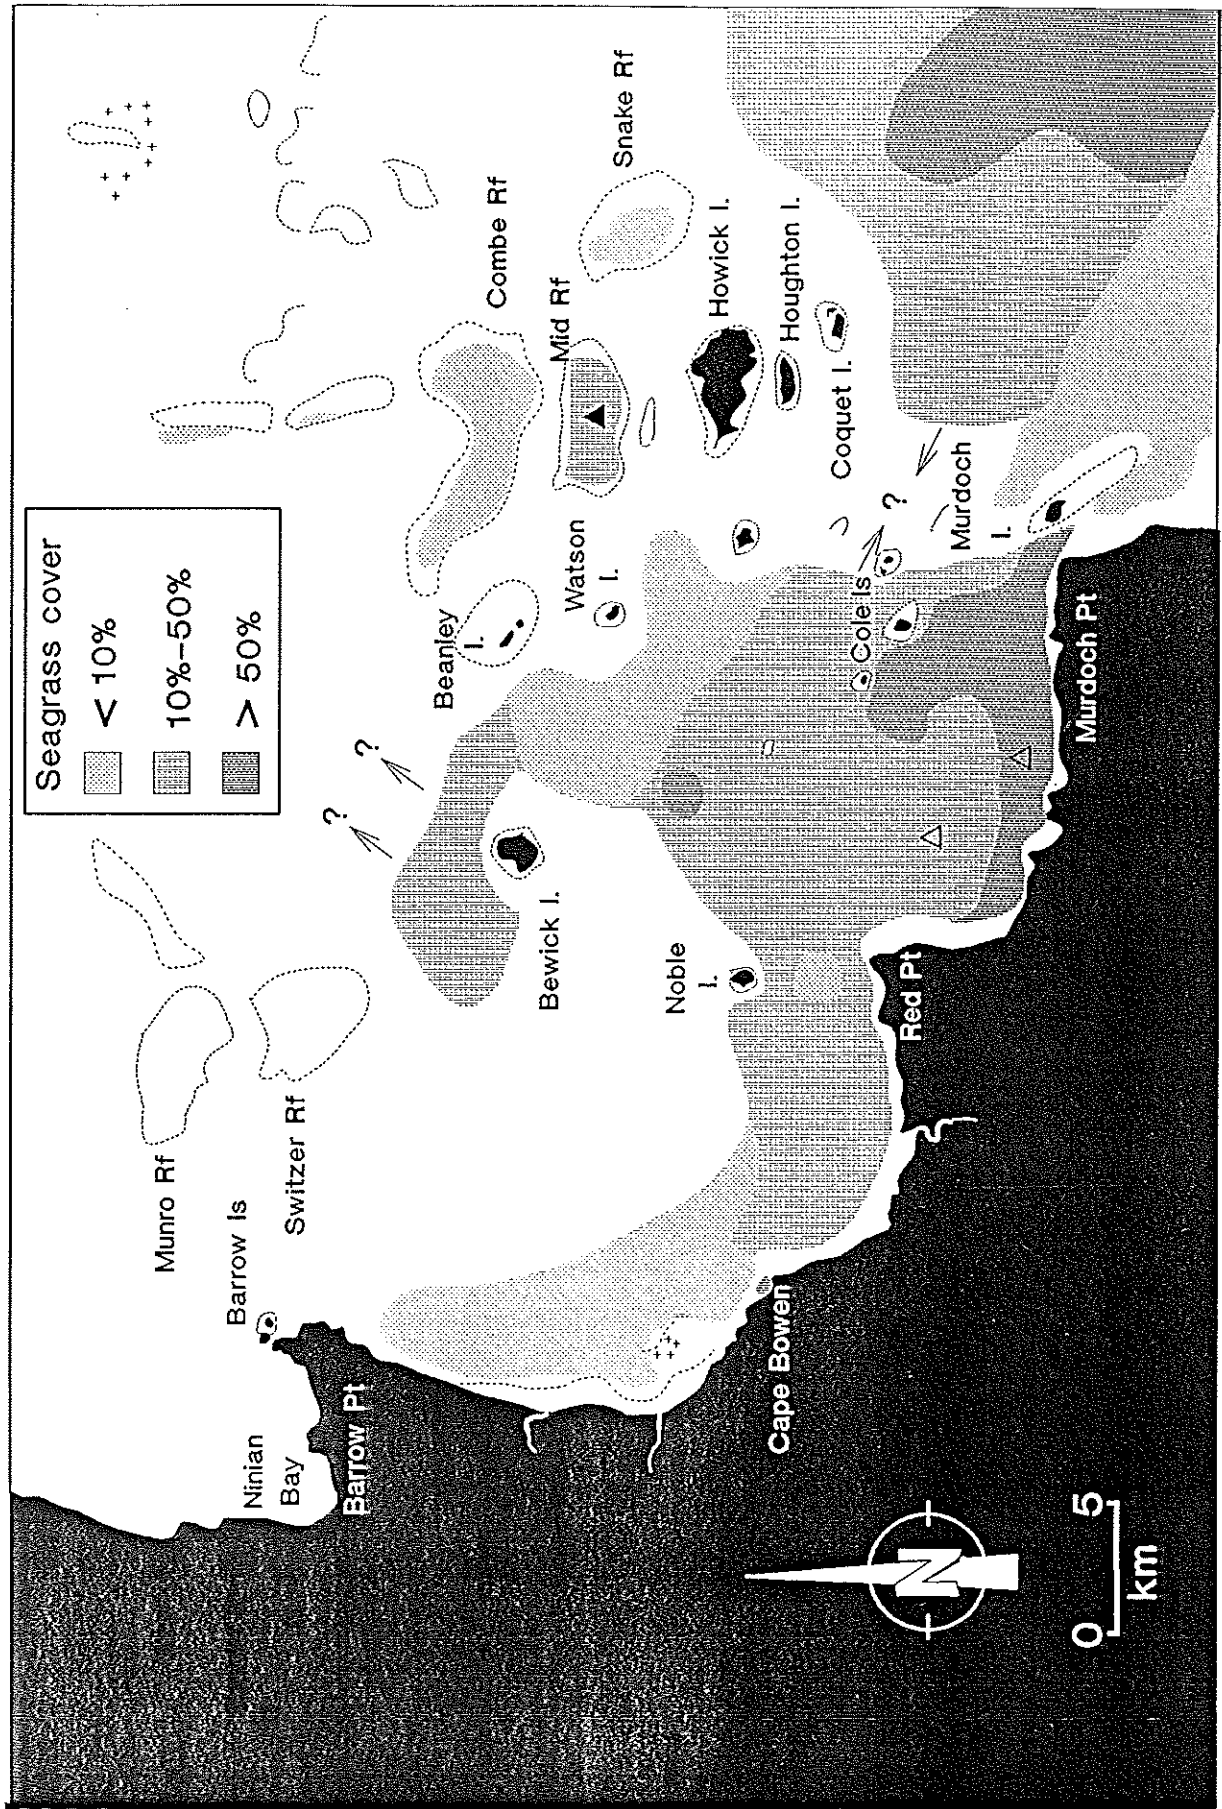 Seagrass cover
< 10%
10%–50%
> 50%
Munro Rf
Barrow Is
Switzer Rf
Ninian
Bay
Barrow Pt
?
?
Beanley
I.
Combe Rf
Mid Rf
Snake Rf
Watson
I.
Bewick I.
Howick I.
Houghton I.
Noble
I.
Coquet I.
Cole Is
?
Murdoch
I.
Cape Bowen
Red Pt
Murdoch Pt
N
0 5
km